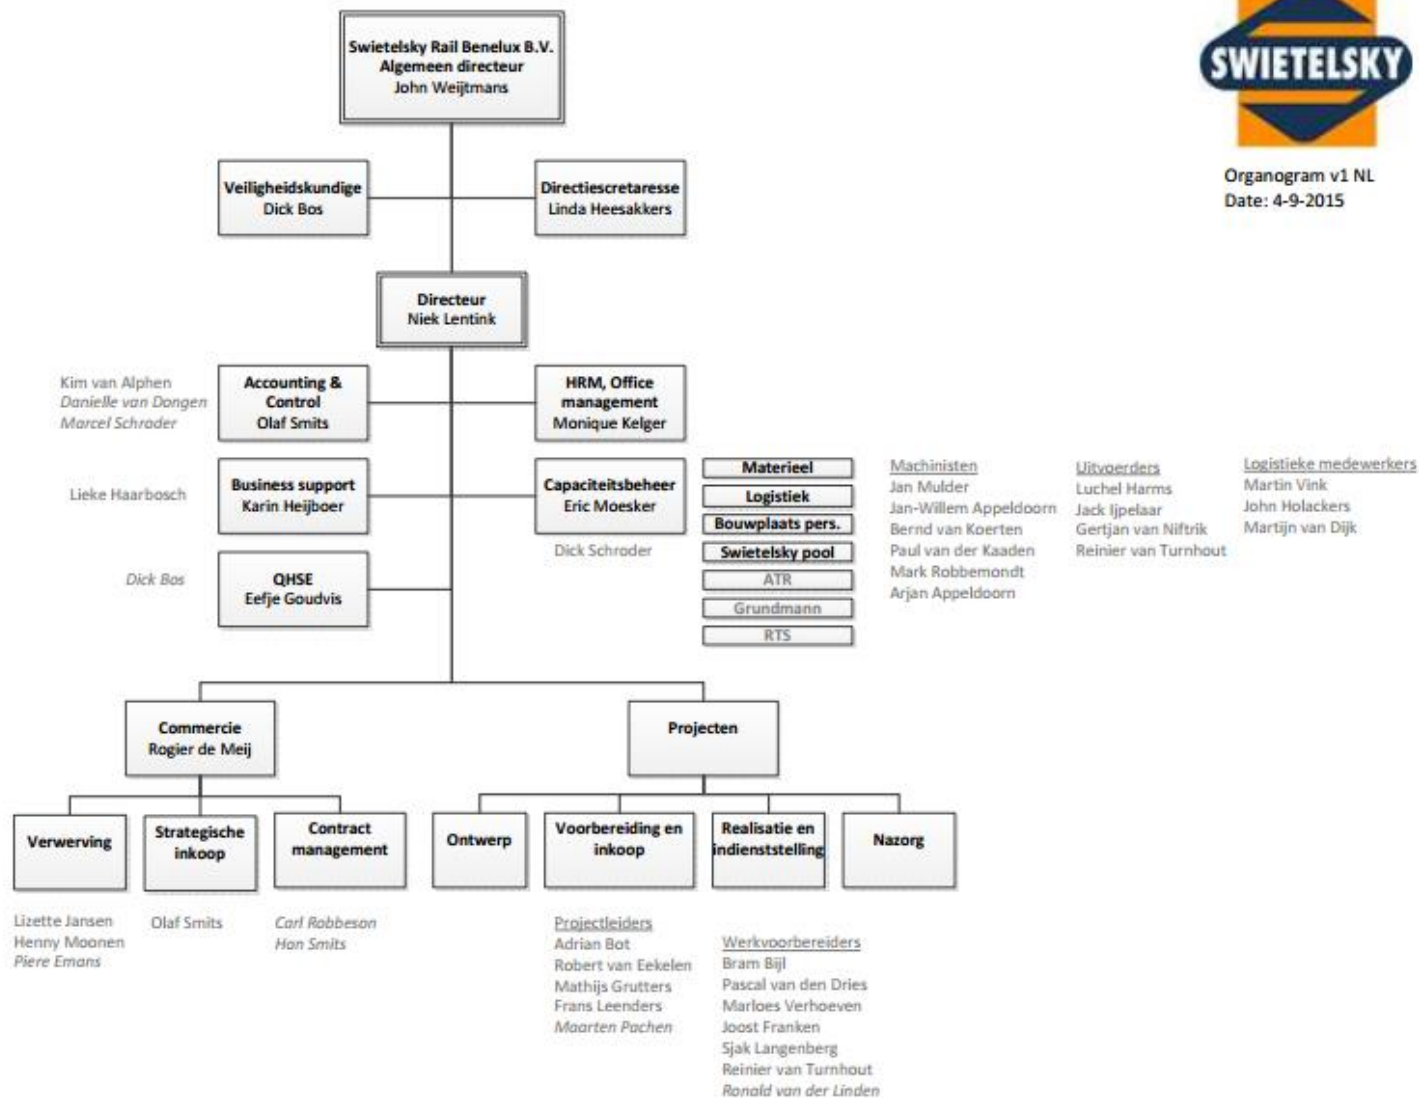 Swietelsky Rail Benelux B.V.
Algemeen directeur
John Weijtmans
SWIETELSKY
Organogram v1 NL
Date: 4-9-2015
Veiligheidskundige
Dick Bos
Directiescretaresse
Linda Heesakkers
Directeur
Niek Lentink
Kim van Alphen
Danielle van Dongen
Marcel Schrader
Accounting &
Control
Olaf Smits
HRM, Office
management
Monique Kelger
Lieke Haarbosch
Business support
Karin Heijboer
Capaciteitsbeheer
Eric Moesker
Dick Schroder
Dick Bos
QHSE
Eefje Goudvis
Materieel
Logistiek
Bouwplaats pers.
Swietelsky pool
ATR
Grundmann
RTS
Machinisten
Jan Mulder
Jan-Willem Appeldoorn
Bernd van Koerten
Paul van der Kaaden
Mark Robbemondt
Arjan Appeldoorn
Uitvoerders
Luchel Harms
Jack Ijpelaar
Gertjan van Niftrik
Reinier van Turnhout
Logistieke medewerkers
Martin Vink
John Holackers
Martijn van Dijk
Commercie
Rogier de Meij
Projecten
Verwerving
Strategische
inkoop
Contract
management
Ontwerp
Voorbereiding en
inkoop
Realisatie en
indienststelling
Nazorg
Lizette Jansen
Henny Moonen
Piere Emans
Olaf Smits
Carl Robbeson
Han Smits
Projectleiders
Adrian Bot
Robert van Eekelen
Mathijs Grutters
Frans Leenders
Maarten Pachen
Werkvoorbereiders
Bram Bijl
Pascal van den Dries
Marloes Verhoeven
Joost Franken
Sjak Langenberg
Reinier van Turnhout
Ronald van der Linden